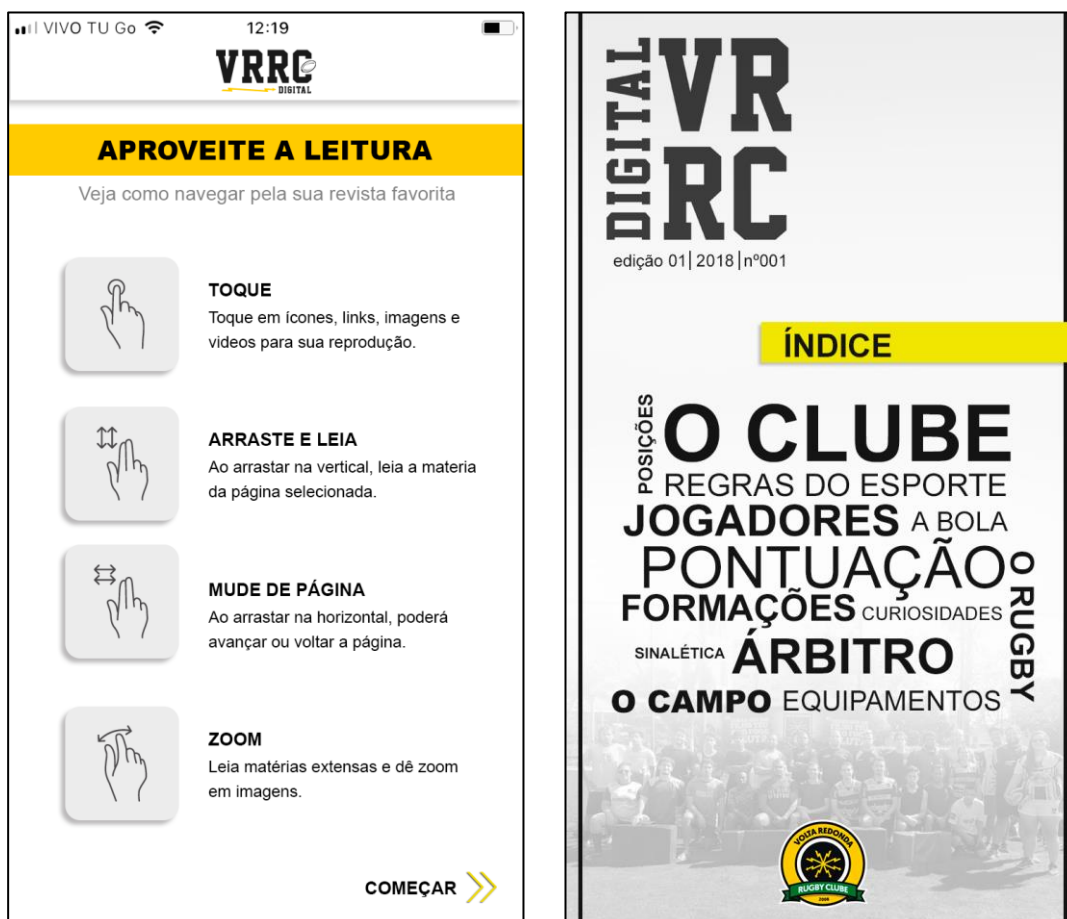 VIVO TU Go 12:19
VRRC
DIGITAL
APROVEITE A LEITURA
Veja como navegar pela sua revista favorita
TOQUE
Toque em ícones, links, imagens e
videos para sua reprodução.
ARRASTE E LEIA
Ao arrastar na vertical, leia a materia
da página selecionada.
MUDE DE PÁGINA
Ao arrastar na horizontal, poderá
avançar ou voltar a página.
ZOOM
Leia matérias extensas e dê zoom
em imagens.
COMEÇAR
DIGITAL
VR
RC
edição 01| 2018 |nº001
ÍNDICE
POSIÇÕES
O CLUBE
REGRAS DO ESPORTE
JOGADORES A BOLA
PONTUAÇÃO
O RUGBY
FORMAÇÕES CURIOSIDADES
SINALÉTICA ÁRBITRO
O CAMPO EQUIPAMENTOS
VOLTA REDONDA
RUGBY CLUBE